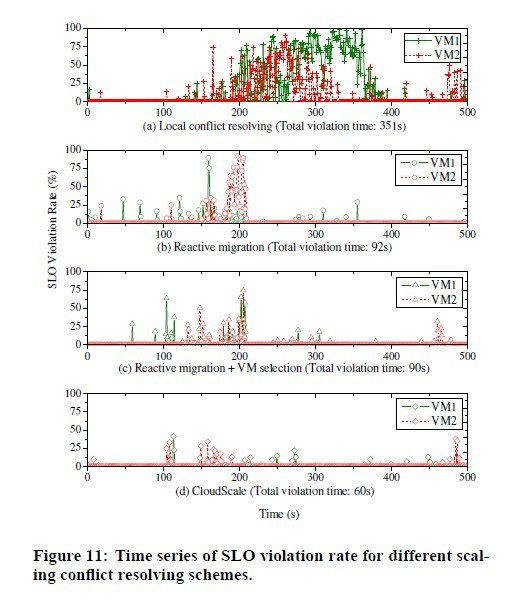 100
75
50
25
0
VM1
VM2
0 100 200 300 400 500
(a) Local conflict resolving (Total violation time: 351s)
SLO Violation Rate (%)
100
75
50
25
0
VM1
VM2
0 100 200 300 400 500
(b) Reactive migration (Total violation time: 92s)
100
75
50
25
0
VM1
VM2
0 100 200 300 400 500
(c) Reactive migration + VM selection (Total violation time: 90s)
100
75
50
25
0
VM1
VM2
0 100 200 300 400 500
(d) CloudScale (Total violation time: 60s)
Time (s)
Figure 11: Time series of SLO violation rate for different scal-
ing conflict resolving schemes.